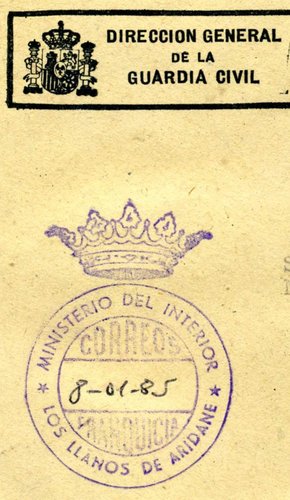 DIRECCION GENERAL
DE LA
GUARDIA CIVIL
MINISTERIO DEL INTERIOR
CORREOS
8-01-85
FRANQUICIA
★ LOS LLANOS DE ARIDANE ★